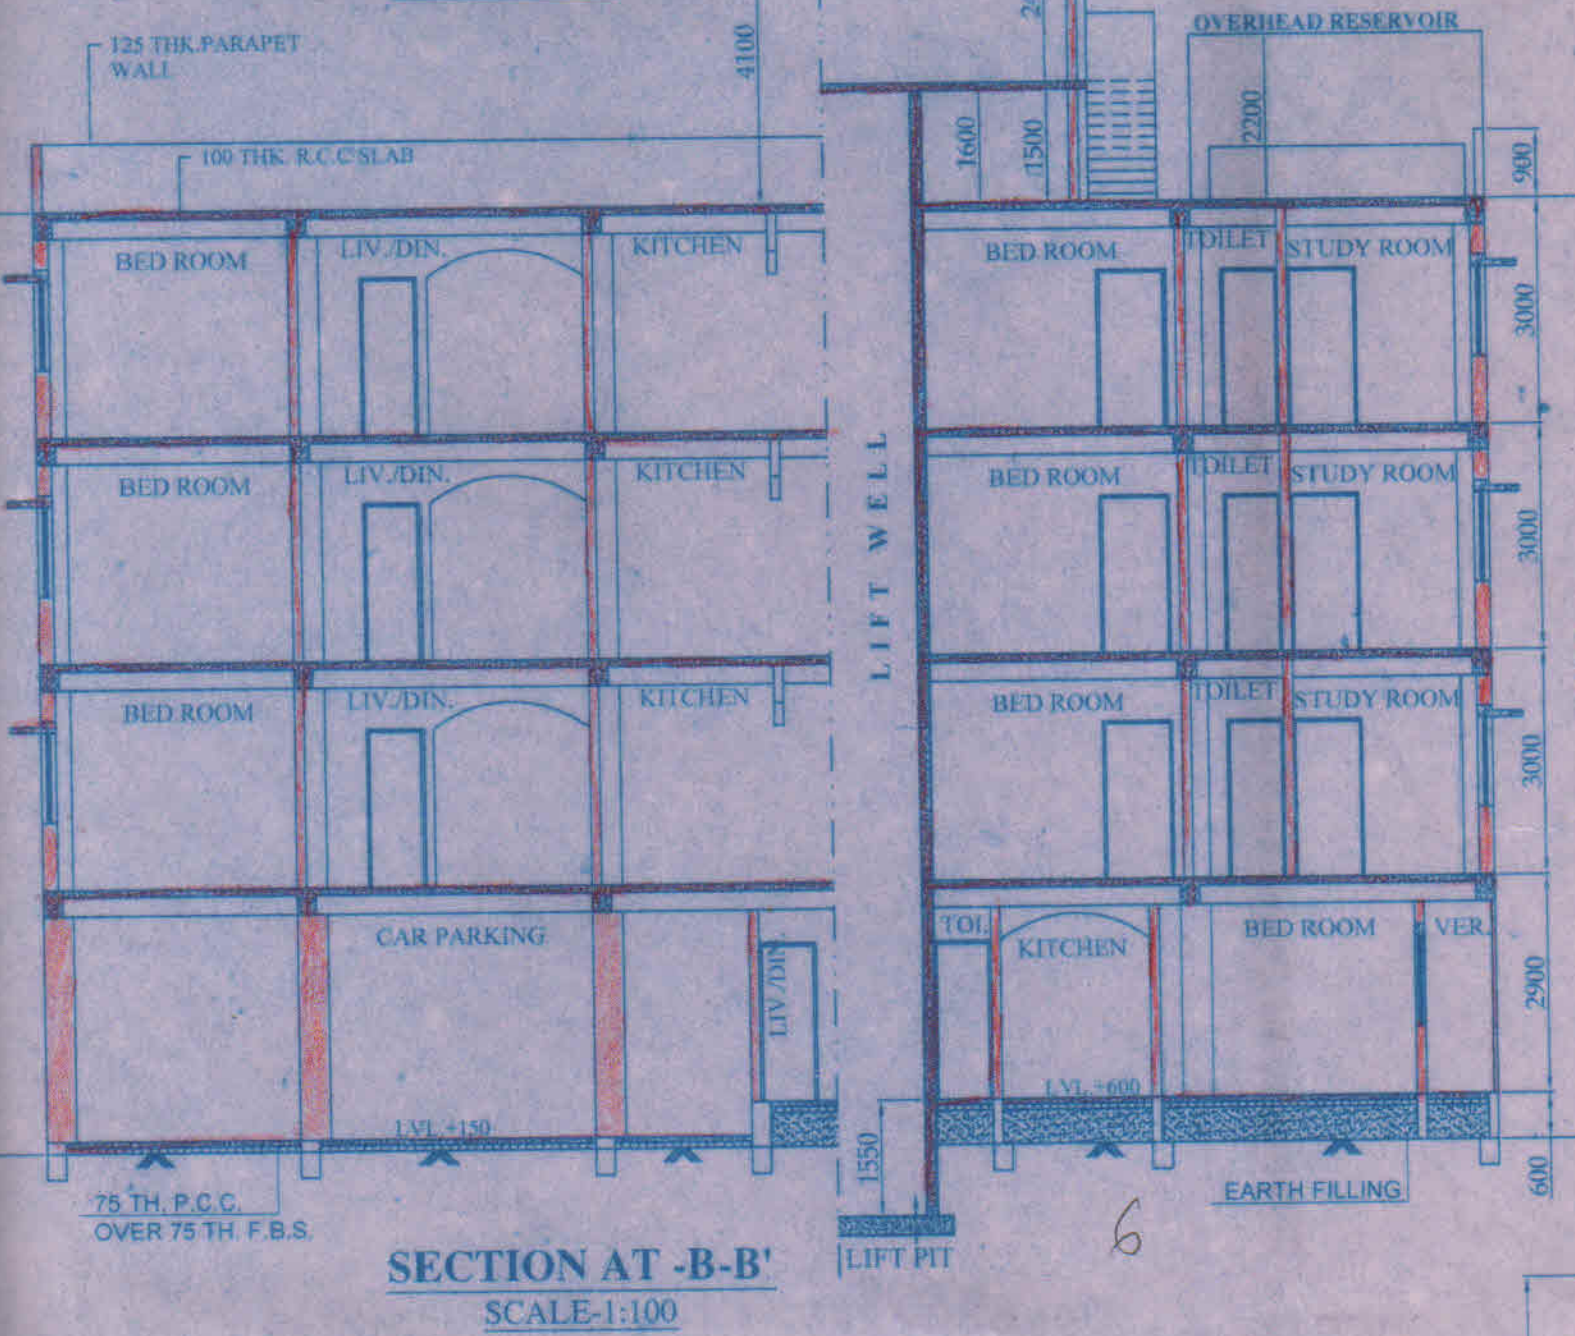 OVERHEAD RESERVOIR
125 THK.PARAPET
WALL
4100
100 THK. R.C.C SLAB
1600
1500
2200
900
BED ROOM
LIV./DIN.
KITCHEN
BED ROOM
TOILET
STUDY ROOM
3000
BED ROOM
LIV./DIN.
KITCHEN
LIFT WELL
BED ROOM
TOILET
STUDY ROOM
3000
BED ROOM
LIV./DIN.
KITCHEN
BED ROOM
TOILET
STUDY ROOM
3000
CAR PARKING
LIV./DIN.
TOI.
KITCHEN
BED ROOM
VER.
2900
LVL +150
LVL +600
1550
600
75 TH. P.C.C.
OVER 75 TH. F.B.S.
EARTH FILLING
6
LIFT PIT
SECTION AT -B-B'
SCALE-1:100